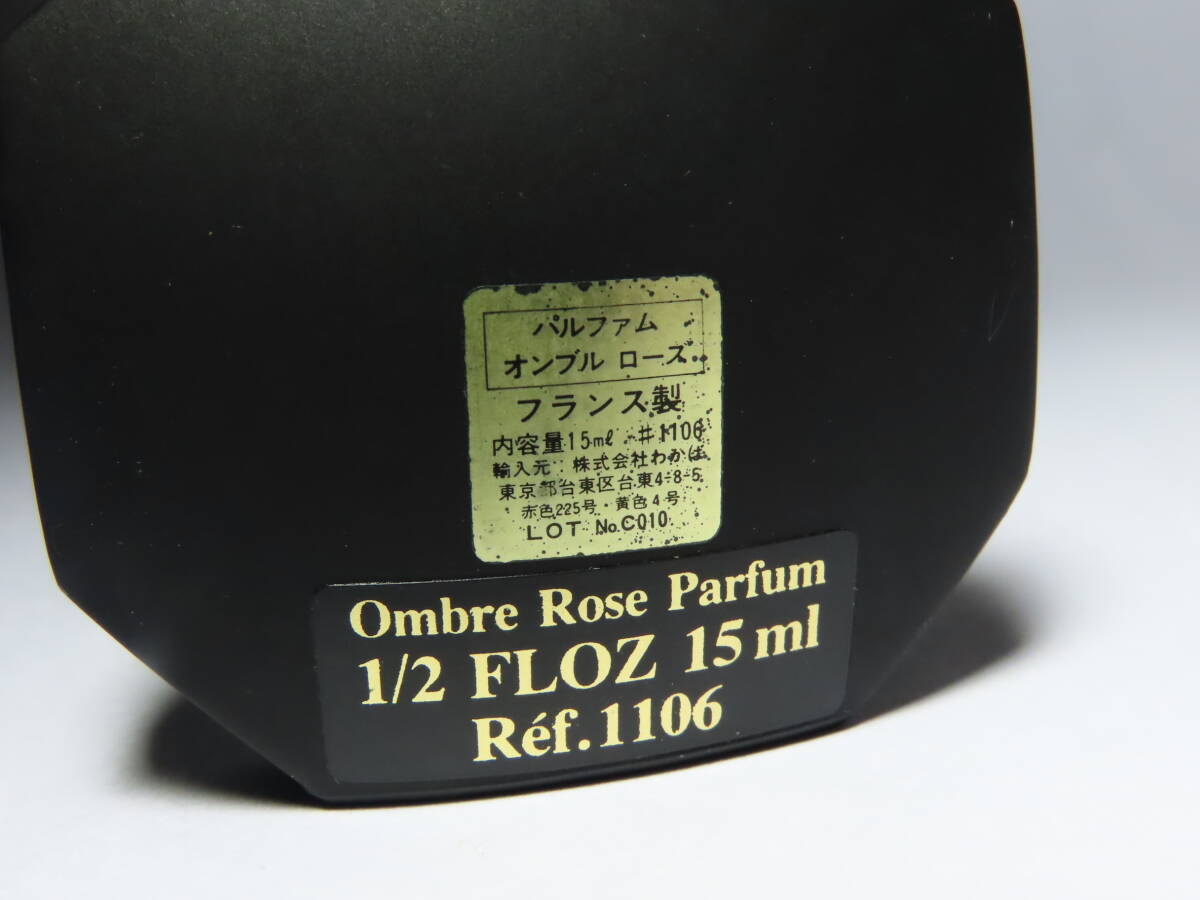 パルファム
オンブル ローズ
フランス製
内容量15mℓ #1106
輸入元:株式会社わかば
東京都台東区台東4-8-5
赤色225号・黄色4号
LOT No.C010
Ombre Rose Parfum
1/2 FLOZ 15ml
Réf.1106